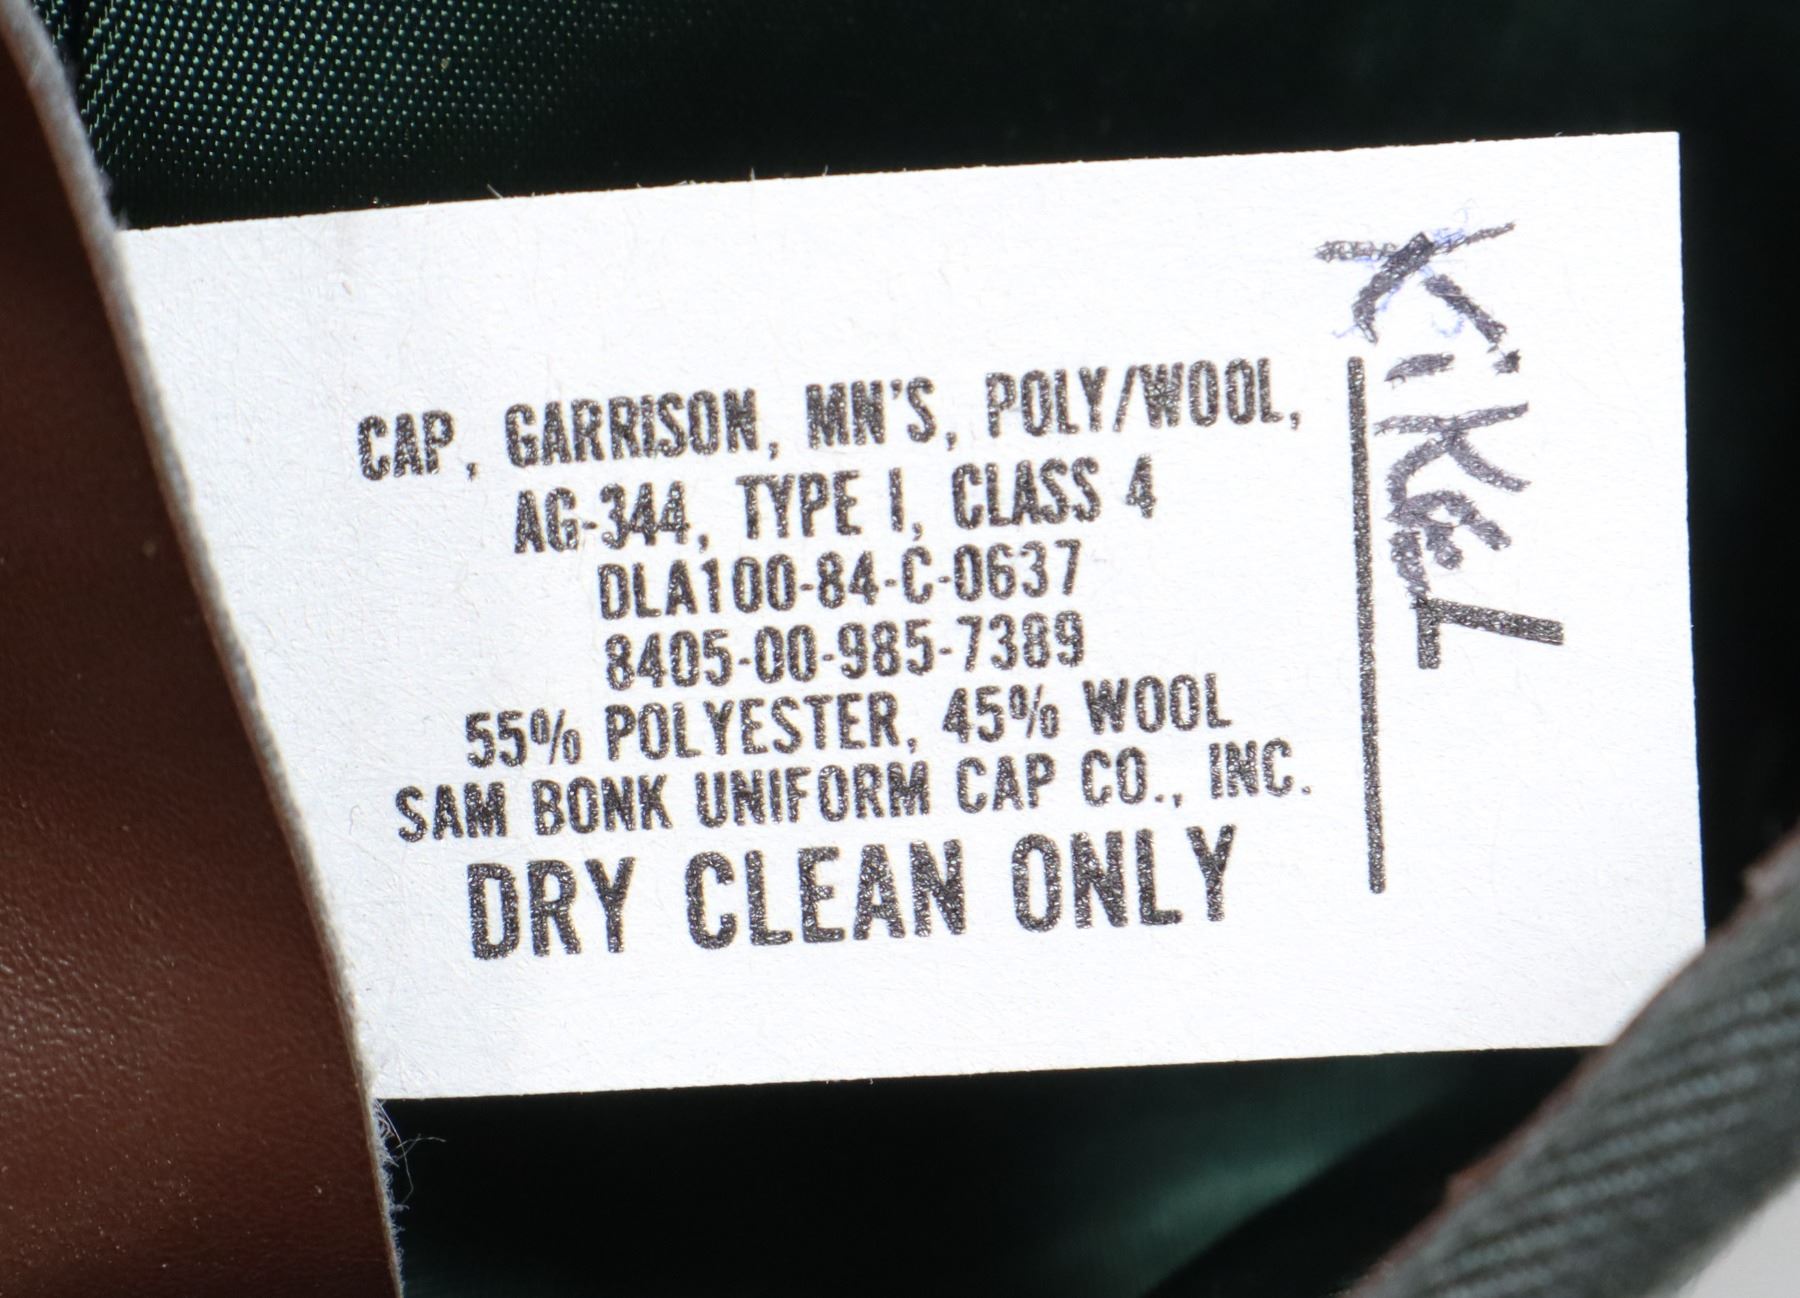 CAP, GARRISON, MN'S, POLY/WOOL,
AG-344, TYPE I, CLASS 4
DLA100-84-C-0637
8405-00-985-7389
55% POLYESTER, 45% WOOL
SAM BONK UNIFORM CAP CO., INC.
DRY CLEAN ONLY